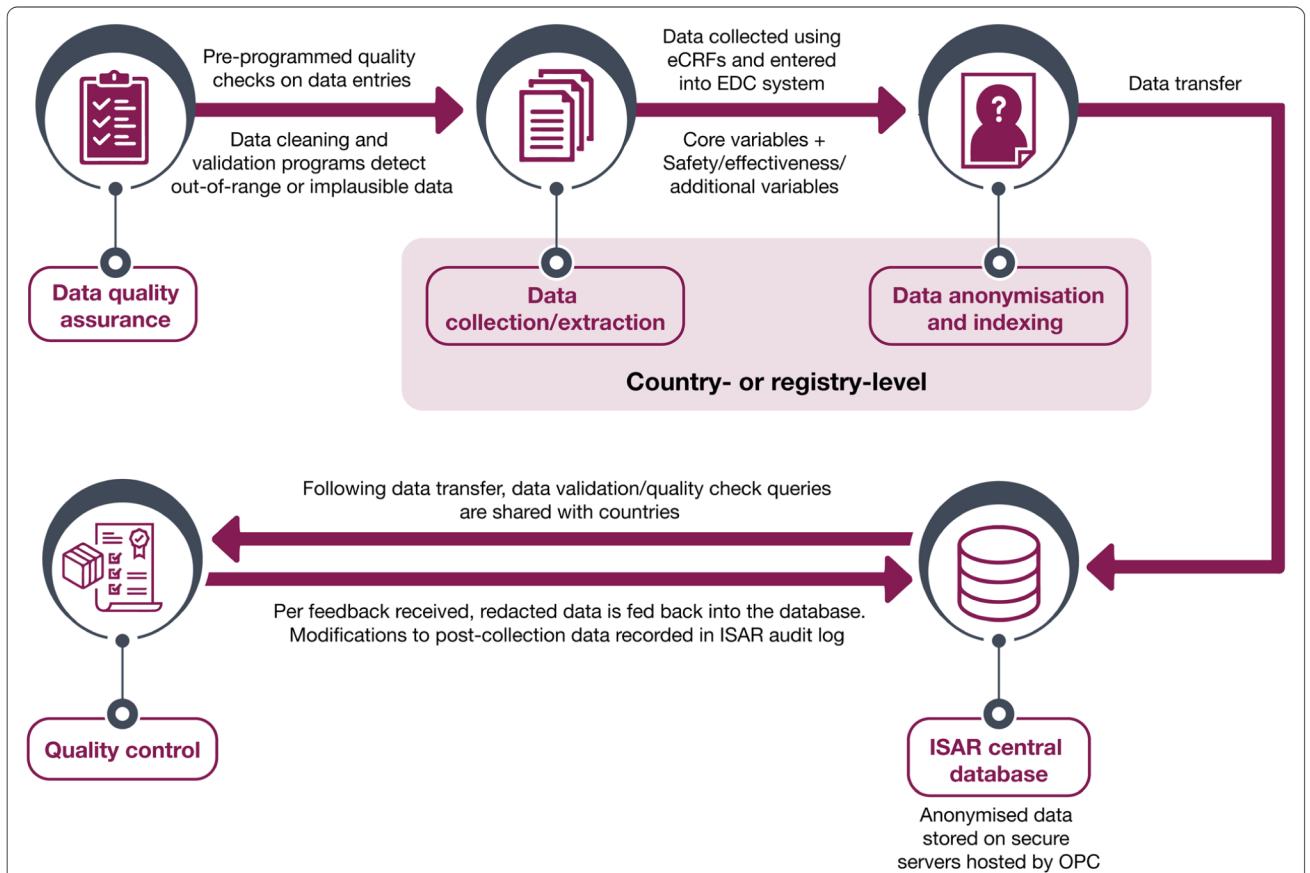 Pre-programmed quality
checks on data entries
Data cleaning and
validation programs detect
out-of-range or implausible data
Data collected using
eCRFs and entered
into EDC system
Core variables +
Safety/effectiveness/
additional variables
?
Data transfer
Data quality
assurance
Data
collection/extraction
Data anonymisation
and indexing
Country- or registry-level
Following data transfer, data validation/quality check queries
are shared with countries
Per feedback received, redacted data is fed back into the database.
Modifications to post-collection data recorded in ISAR audit log
Quality control
ISAR central
database
Anonymised data
stored on secure
servers hosted by OPC